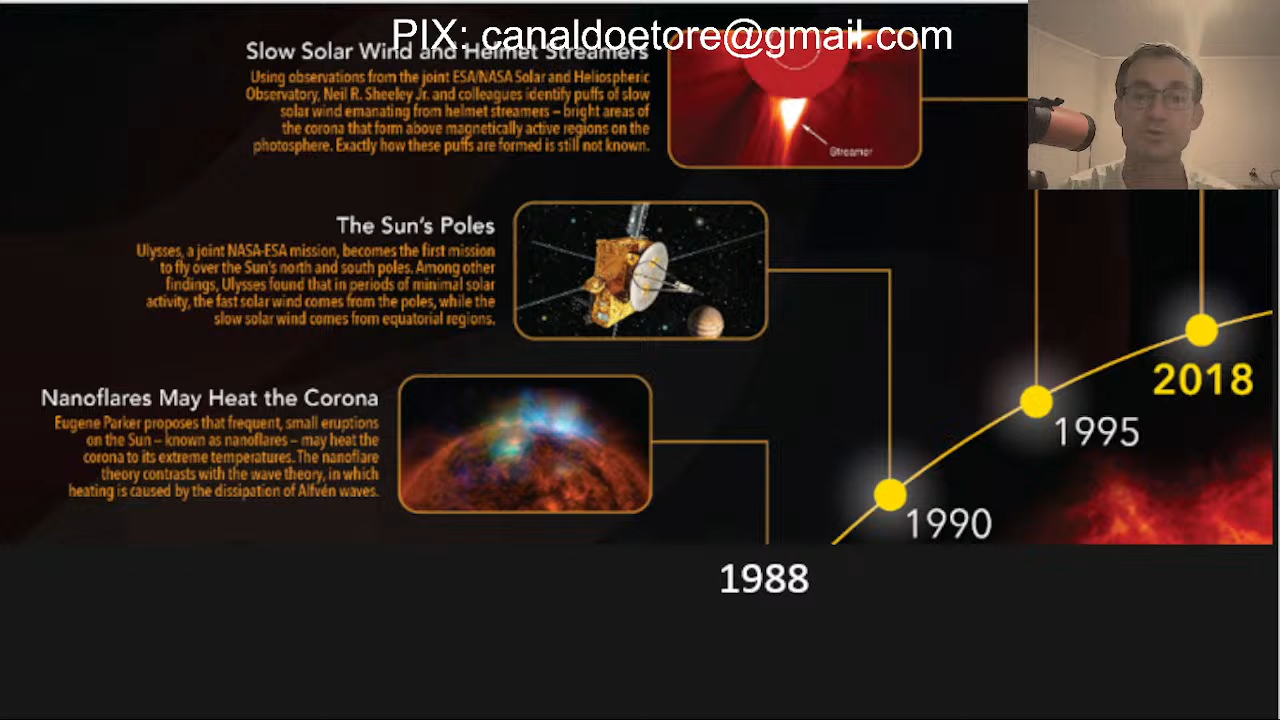 PIX: canaldoetore@gmail.com
Slow Solar Wind and Helmet Streamers
Using observations from the joint ESA/NASA Solar and Heliospheric
Observatory, Neil R. Sheeley Jr. and colleagues identify puffs of slow
solar wind emanating from helmet streamers – bright areas of
the corona that form above magnetically active regions on the
photosphere. Exactly how these puffs are formed is still not known.
Streamer
The Sun's Poles
Ulysses, a joint NASA-ESA mission, becomes the first mission
to fly over the Sun's north and south poles. Among other
findings, Ulysses found that in periods of minimal solar
activity, the fast solar wind comes from the poles, while the
slow solar wind comes from equatorial regions.
2018
Nanoflares May Heat the Corona
Eugene Parker proposes that frequent, small eruptions
on the Sun – known as nanoflares – may heat the
corona to its extreme temperatures. The nanoflare
theory contrasts with the wave theory, in which
heating is caused by the dissipation of Alfvén waves.
1995
1990
1988